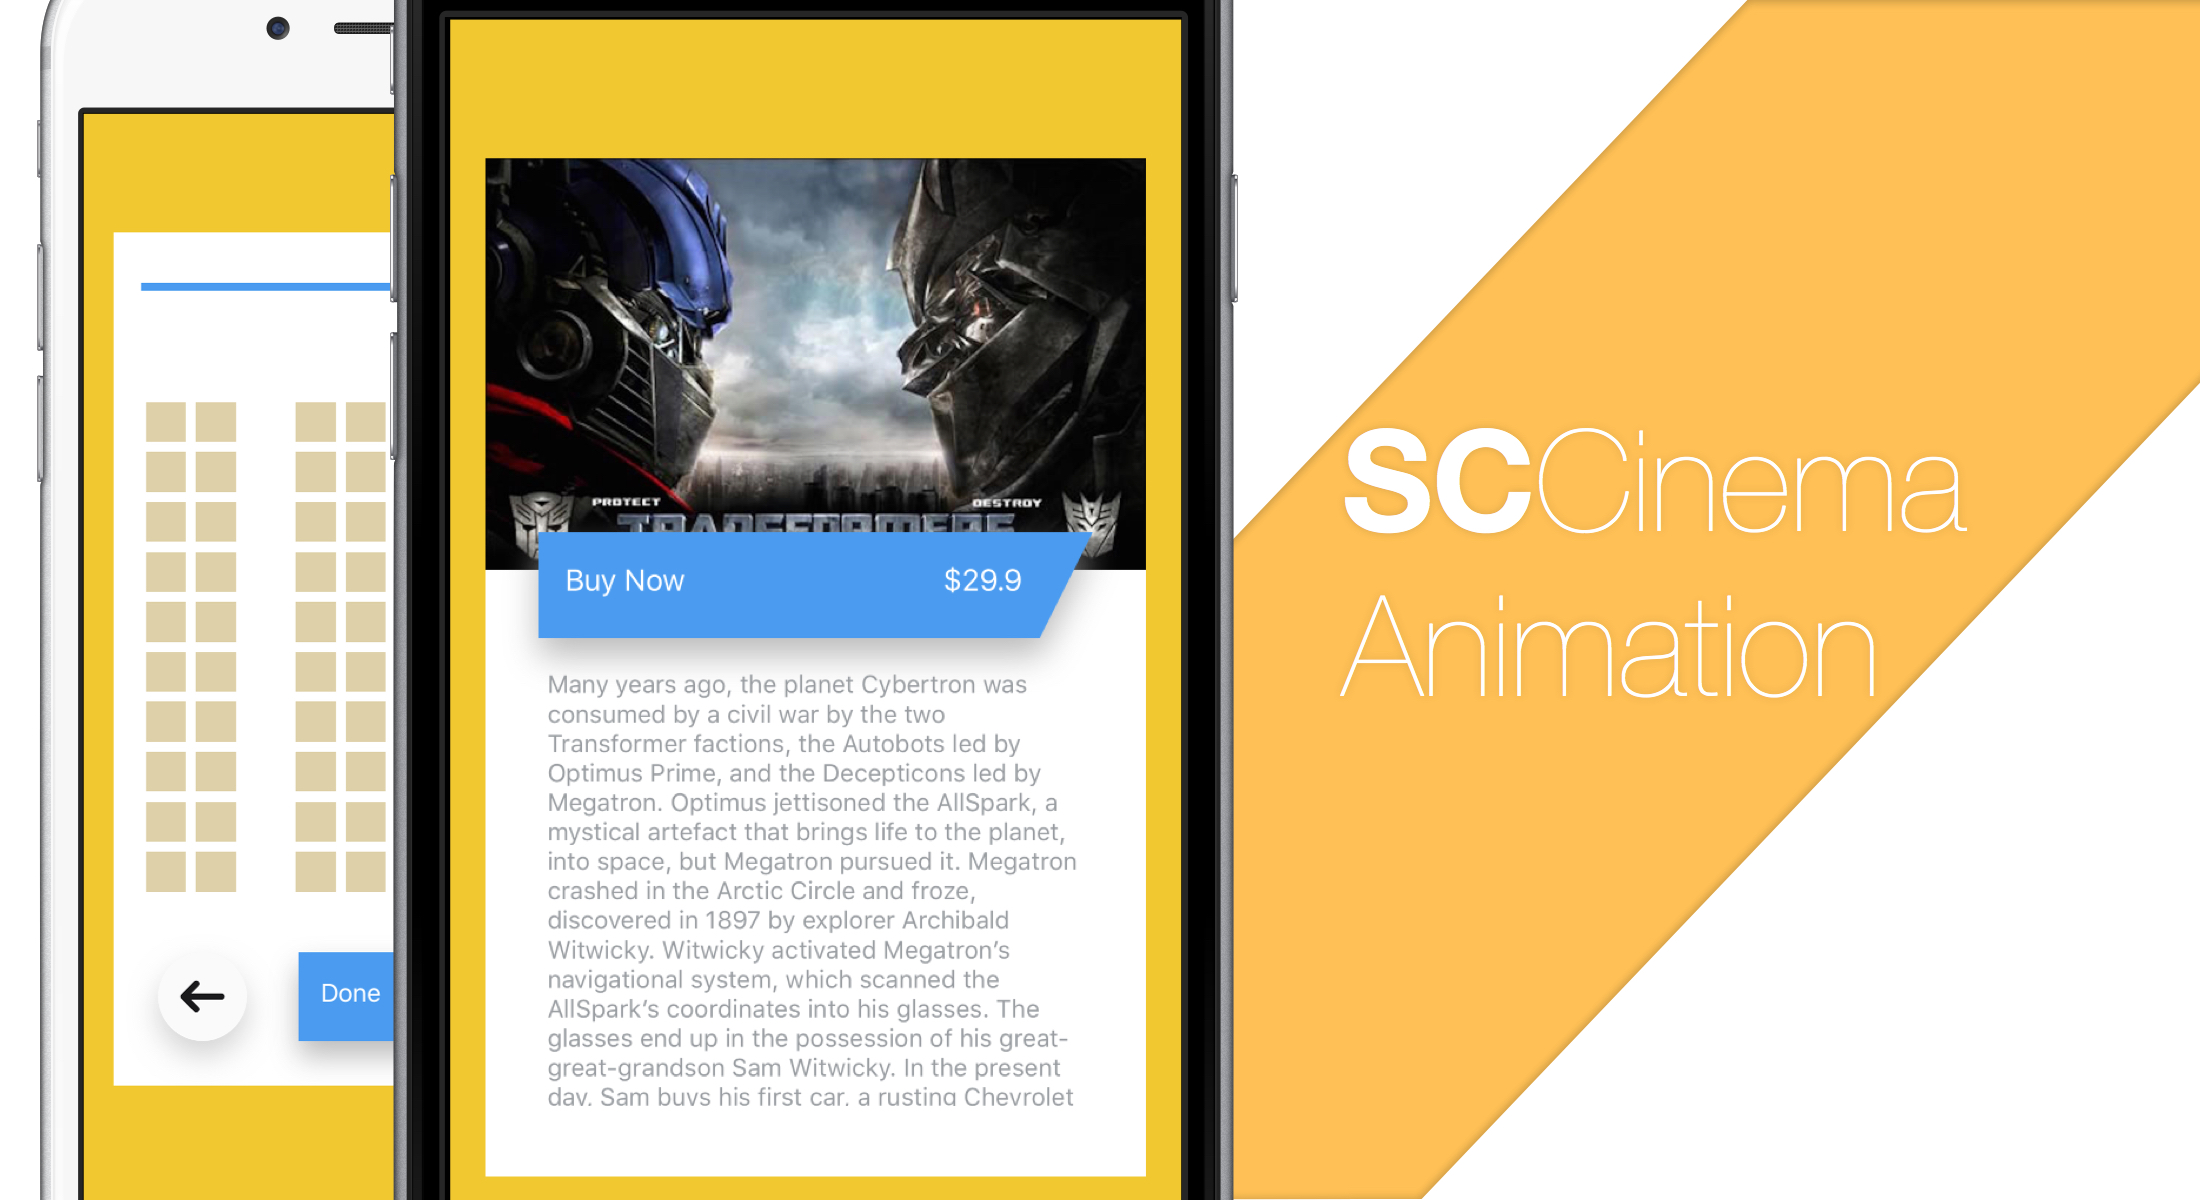 PROTECT
DESTROY
TRANSFORMERS
Buy Now
$29.9
Many years ago, the planet Cybertron was
consumed by a civil war by the two
Transformer factions, the Autobots led by
Optimus Prime, and the Decepticons led by
Megatron. Optimus jettisoned the AllSpark, a
mystical artefact that brings life to the planet,
into space, but Megatron pursued it. Megatron
crashed in the Arctic Circle and froze,
discovered in 1897 by explorer Archibald
Witwicky. Witwicky activated Megatron’s
navigational system, which scanned the
AllSpark’s coordinates into his glasses. The
glasses end up in the possession of his great-
great-grandson Sam Witwicky. In the present
day, Sam buys his first car, a rusting Chevrolet
Done
SCCinema
Animation